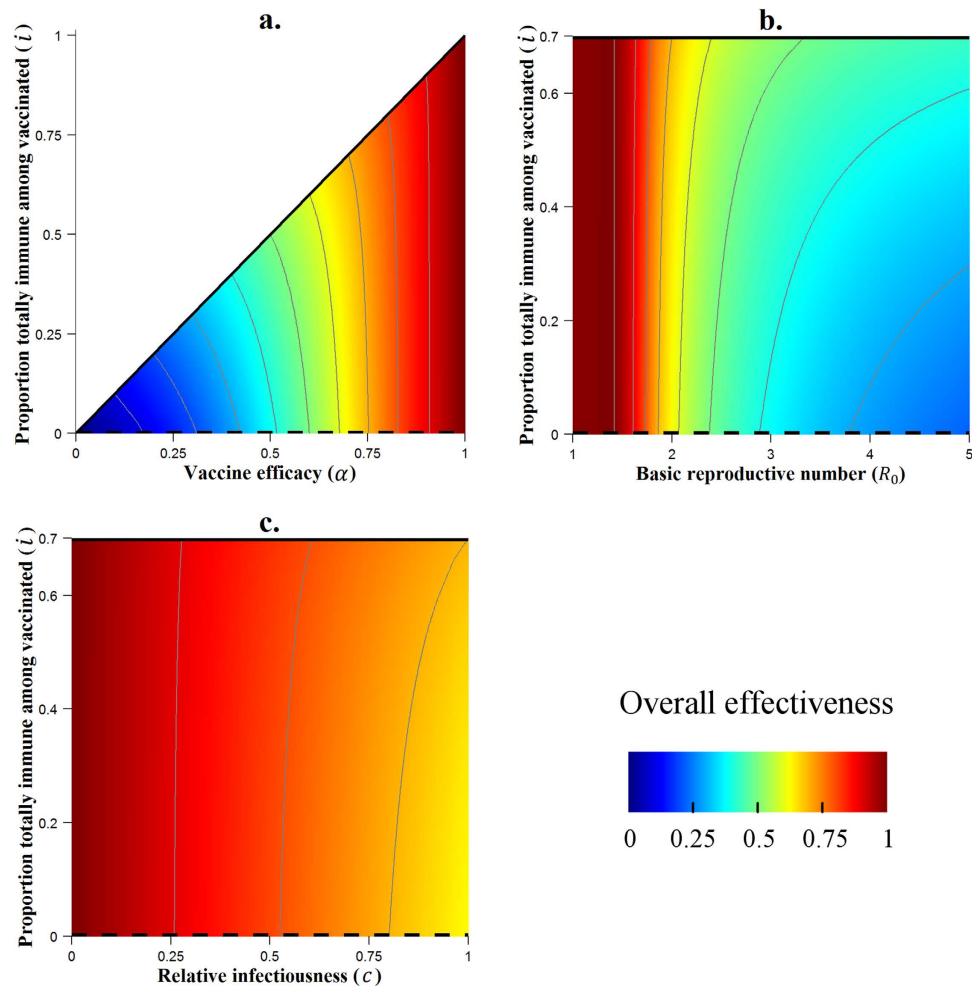 a.
Proportion totally immune among vaccinated (i)
1
0.75
0.5
0.25
0
0 0.25 0.5 0.75 1
Vaccine efficacy (α)
b.
Proportion totally immune among vaccinated (i)
0.7
0.6
0.4
0.2
0
1 2 3 4 5
Basic reproductive number (R₀)
c.
Proportion totally immune among vaccinated (i)
0.7
0.6
0.4
0.2
0
0 0.25 0.5 0.75 1
Relative infectiousness (c)
Overall effectiveness
0 0.25 0.5 0.75 1